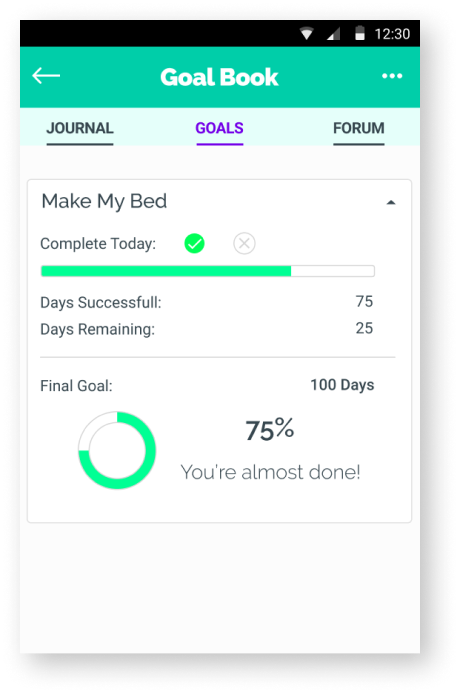 12:30
Goal Book
JOURNAL GOALS FORUM
Make My Bed
Complete Today:
Days Successfull: 75
Days Remaining: 25
Final Goal: 100 Days
75%
You're almost done!